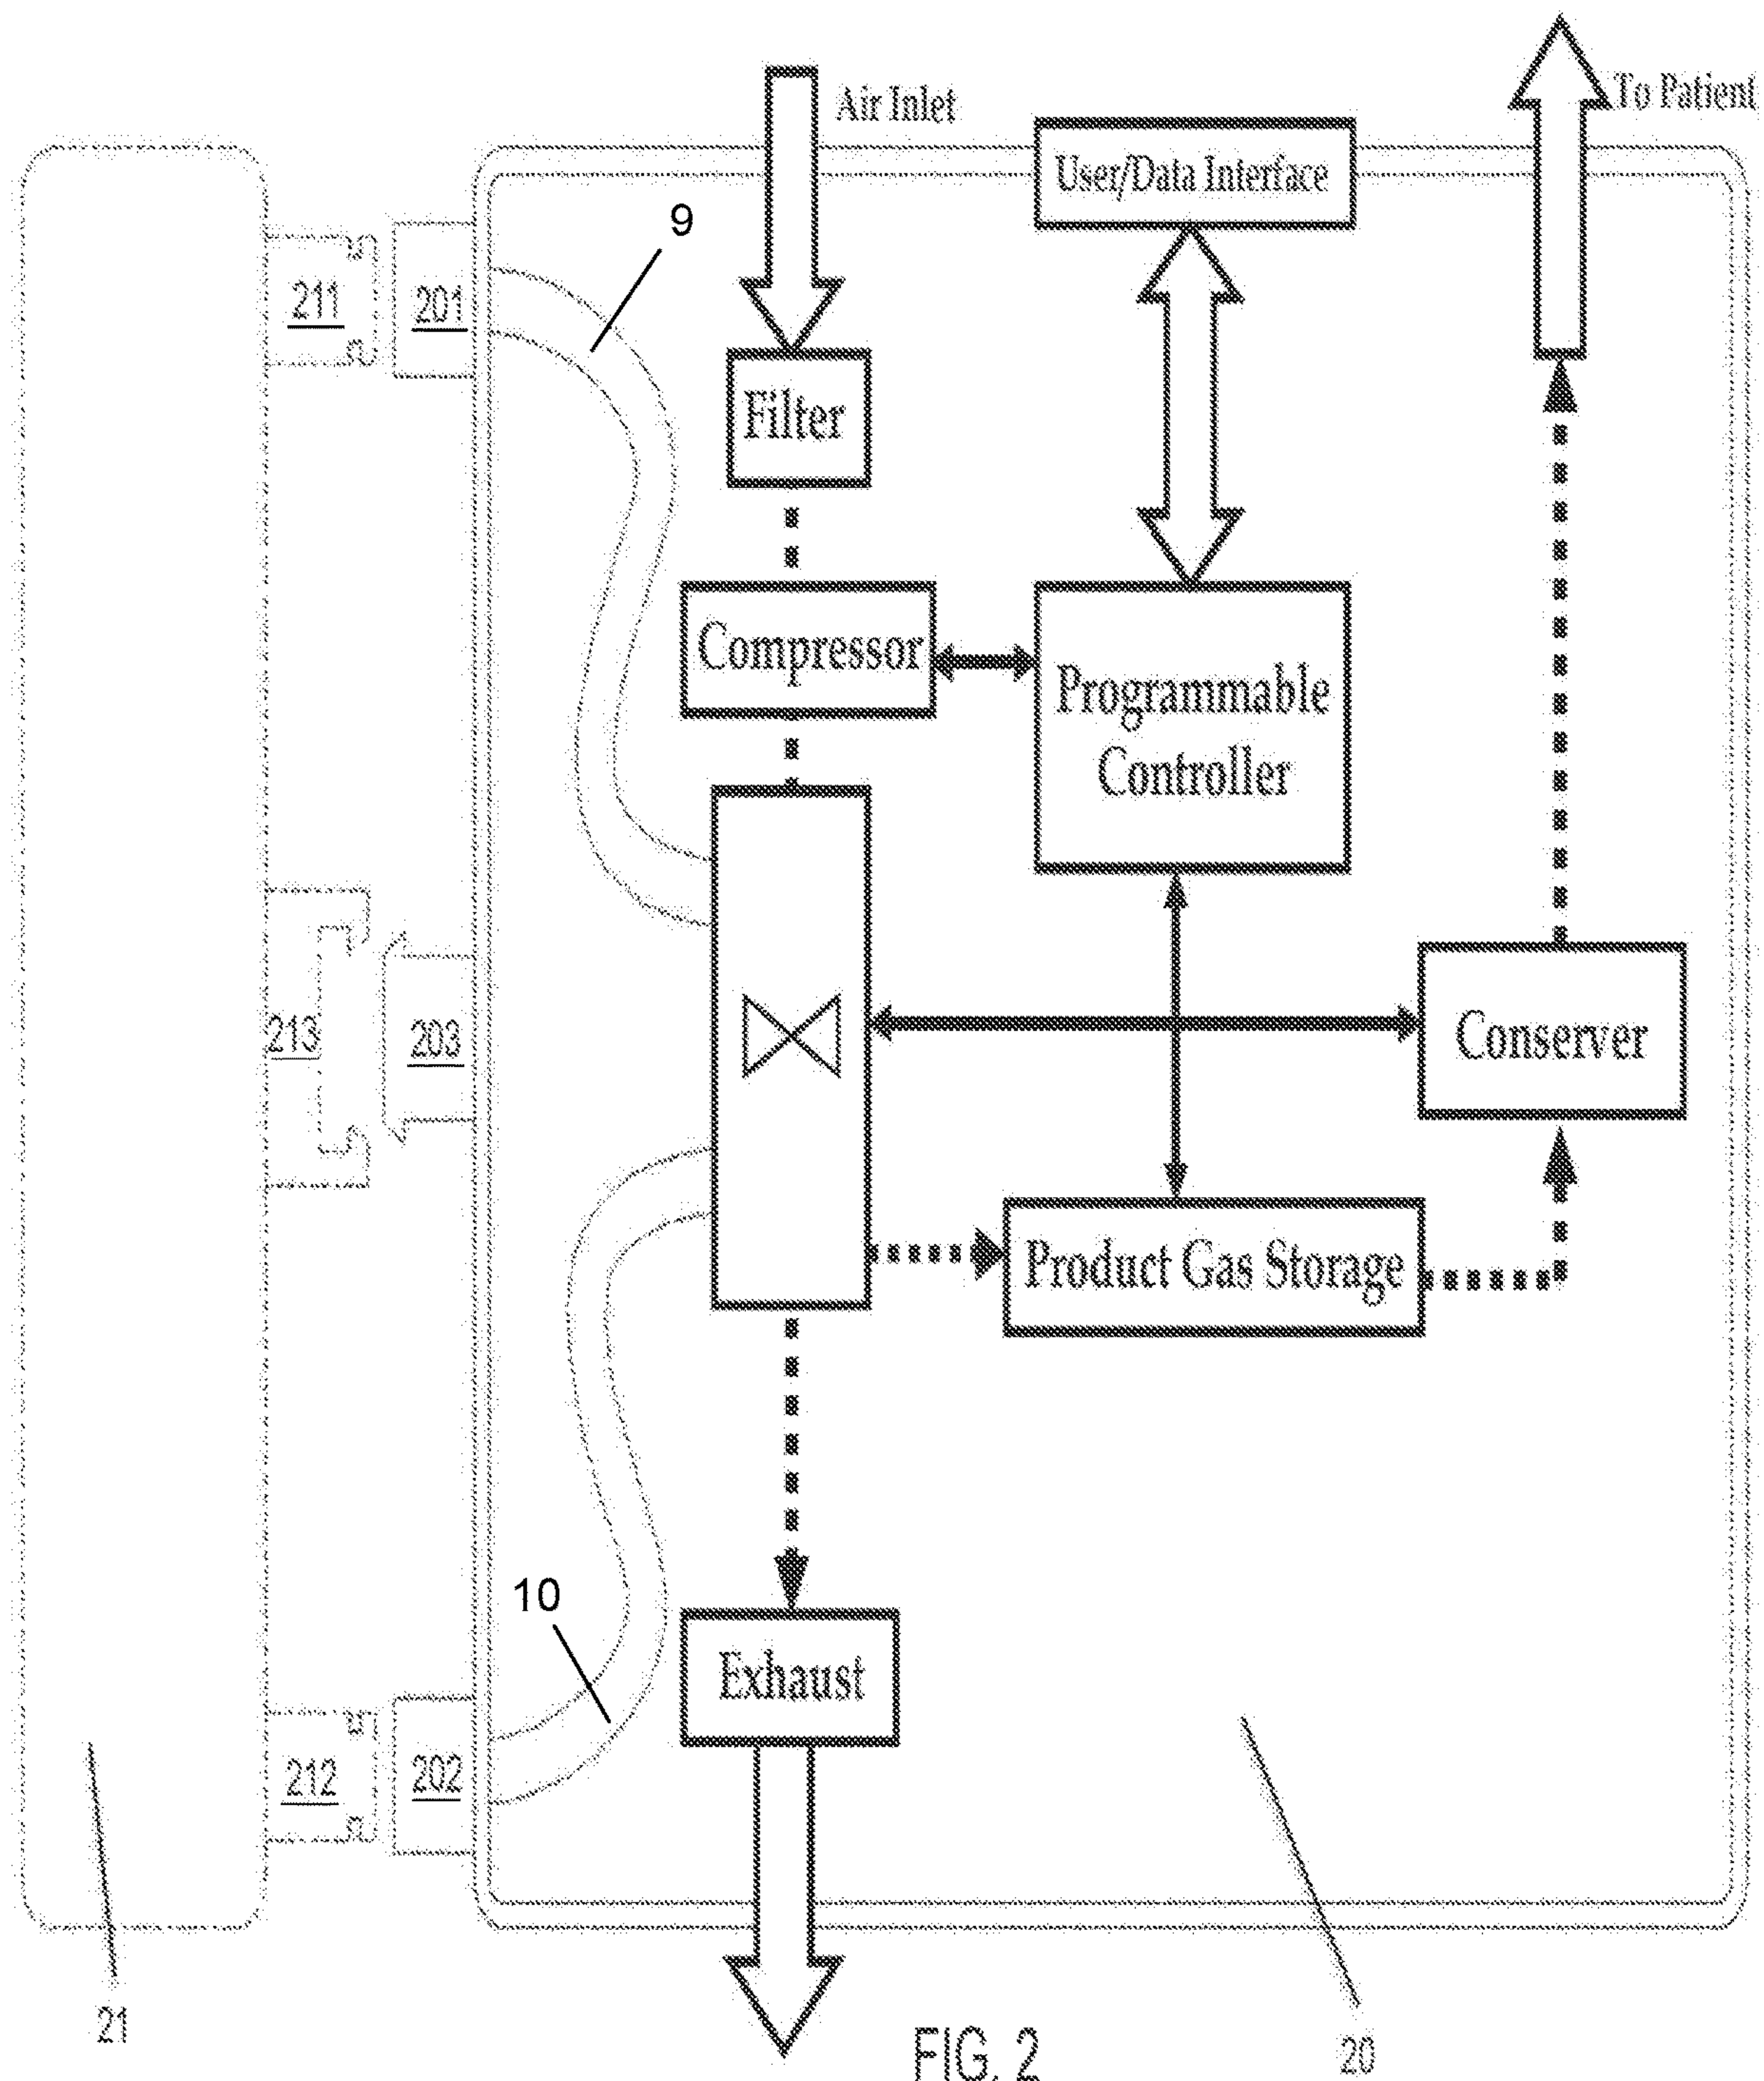 Air Inlet
To Patient
User/Data Interface
9
211
201
Filter
Compressor
Programmable
Controller
213
203
Conserver
Product Gas Storage
10
Exhaust
212
202
21
20
FIG. 2